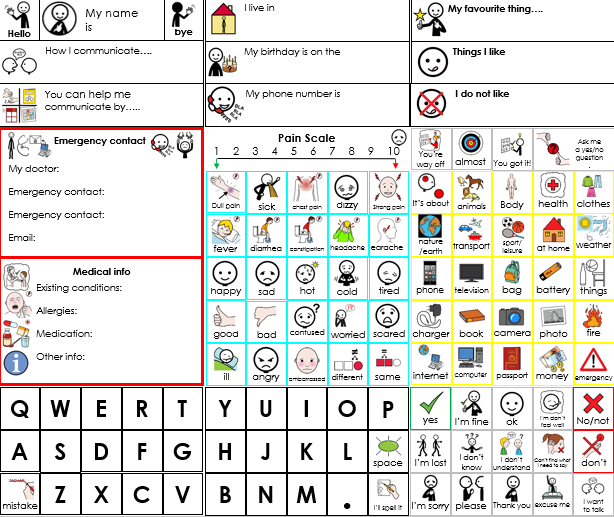 Hello
My name is
bye
How I communicate....
You can help me
communicate by.....
I live in
My birthday is on the
My phone number is
BLA
BLA
BLA
My favourite thing....
Things I like
I do not like
Emergency contact
My doctor:
Emergency contact:
Emergency contact:
Email:
Medical info
Existing conditions:
Allergies:
Medication:
Other info:
Pain Scale
1 2 3 4 5 6 7 8 9 10
Dull pain sick chest pain dizzy Strong pain
fever diarrhea constipation headache earache
happy sad hot cold tired
good bad confused worried scared
ill angry embarrassed different same
You're way off
almost
You got it!
Ask me
a yes/no
question
.
It's about animals Body health clothes
nature
/earth
transport
sport/
leisure
at home
weather
phone television bag battery things
charger book camera photo fire
internet computer passport money emergency
Q W E R T Y U I O P
A S D F G H J K L space
mistake Z X C V B N M . I'll spell it
yes I'm fine ok I'm don't feel well No/not
I'm lost
I don't know
I don't understand
Can't find what I need to say
don't
I'm sorry please Thank you excuse me I want to talk